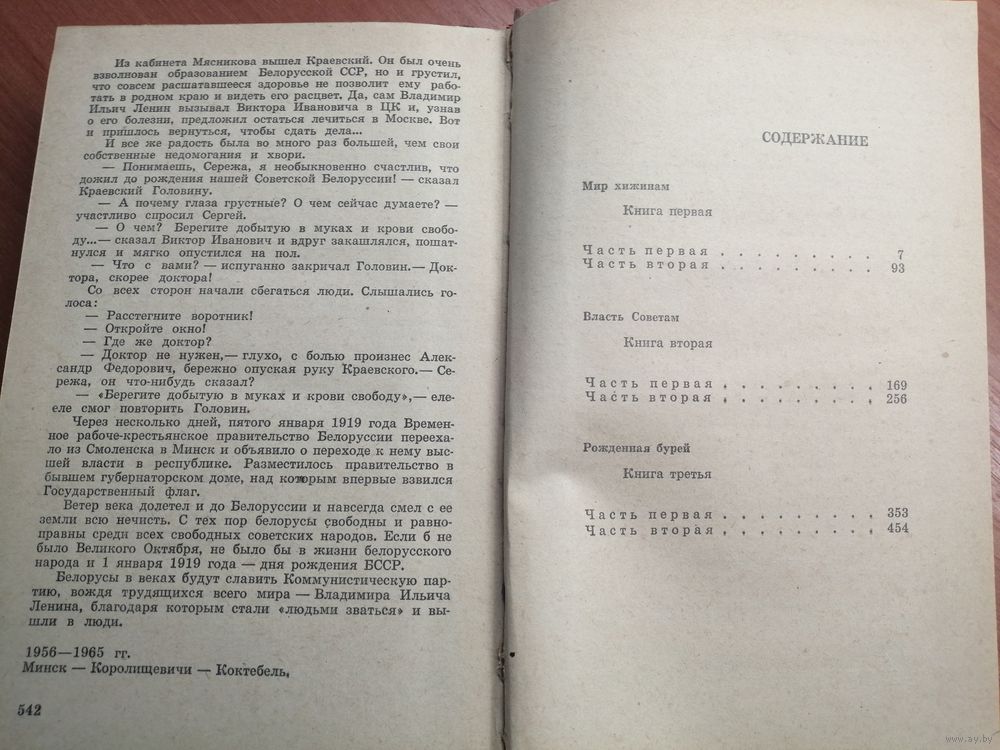 Из кабинета Мясникова вышел Краевский. Он был очень
взволнован образованием Белорусской ССР, но и грустил,
что совсем расшатавшееся здоровье не позволит ему рабо-
тать в родном краю и видеть его расцвет. Да, сам Владимир
Ильич Ленин вызывал Виктора Ивановича в ЦК и, узнав
о его болезни, предложил остаться лечиться в Москве. Вот
и пришлось вернуться, чтобы сдать дела...
И все же радость была во много раз большей, чем свои
собственные недомогания и хвори.
— Понимаешь, Сережа, я необыкновенно счастлив, что
дожил до рождения нашей Советской Белоруссии! — сказал
Краевский Головину.
— А почему глаза грустные? О чем сейчас думаете? —
участливо спросил Сергей.
— О чем? Берегите добытую в муках и крови свобо-
ду...— сказал Виктор Иванович и вдруг закашлялся, пошат-
нулся и мягко опустился на пол.
— Что с вами? — испуганно закричал Головин.— Док-
тора, скорее доктора!
Со всех сторон начали сбегаться люди. Слышались го-
лоса:
— Расстегните воротник!
— Откройте окно!
— Где же доктор?
— Доктор не нужен,— глухо, с болью произнес Алек-
сандр Федорович, бережно опуская руку Краевского.— Се-
режа, он что-нибудь сказал?
— «Берегите добытую в муках и крови свободу»,— еле-
еле смог повторить Головин.
Через несколько дней, пятого января 1919 года Времен-
ное рабоче-крестьянское правительство Белоруссии перееха-
ло из Смоленска в Минск и объявило о переходе к нему выс-
шей власти в республике. Разместилось правительство в
бывшем губернаторском доме, над которым впервые взвился
Государственный флаг.
Ветер века долетел и до Белоруссии и навсегда смел с ее
земли всю нечисть. С тех пор белорусы свободны и равно-
правны среди всех свободных советских народов. Если б не
было Великого Октября, не было бы в жизни белорусского
народа и 1 января 1919 года — дня рождения БССР.
Белорусы в веках будут славить Коммунистическую пар-
тию, вождя трудящихся всего мира — Владимира Ильича
Ленина, благодаря которым стали «людьми зваться» и вы-
шли в люди.
1956—1965 гг.
Минск — Королищевичи — Коктебель.
542
СОДЕРЖАНИЕ
Мир хижинам
Книга первая
Часть первая . . . . . . . . . . 7
Часть вторая . . . . . . . . . . 93
Власть Советам
Книга вторая
Часть первая . . . . . . . . . 169
Часть вторая . . . . . . . . . 256
Рожденная бурей
Книга третья
Часть первая . . . . . . . . . 353
Часть вторая . . . . . . . . . 454
www.ay.by